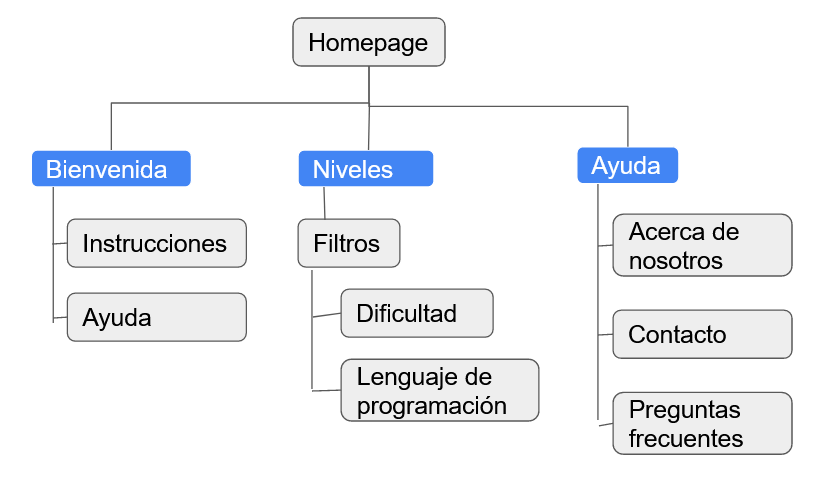 Homepage
Bienvenida
Instrucciones
Ayuda
Niveles
Filtros
Dificultad
Lenguaje de
programación
Ayuda
Acerca de
nosotros
Contacto
Preguntas
frecuentes